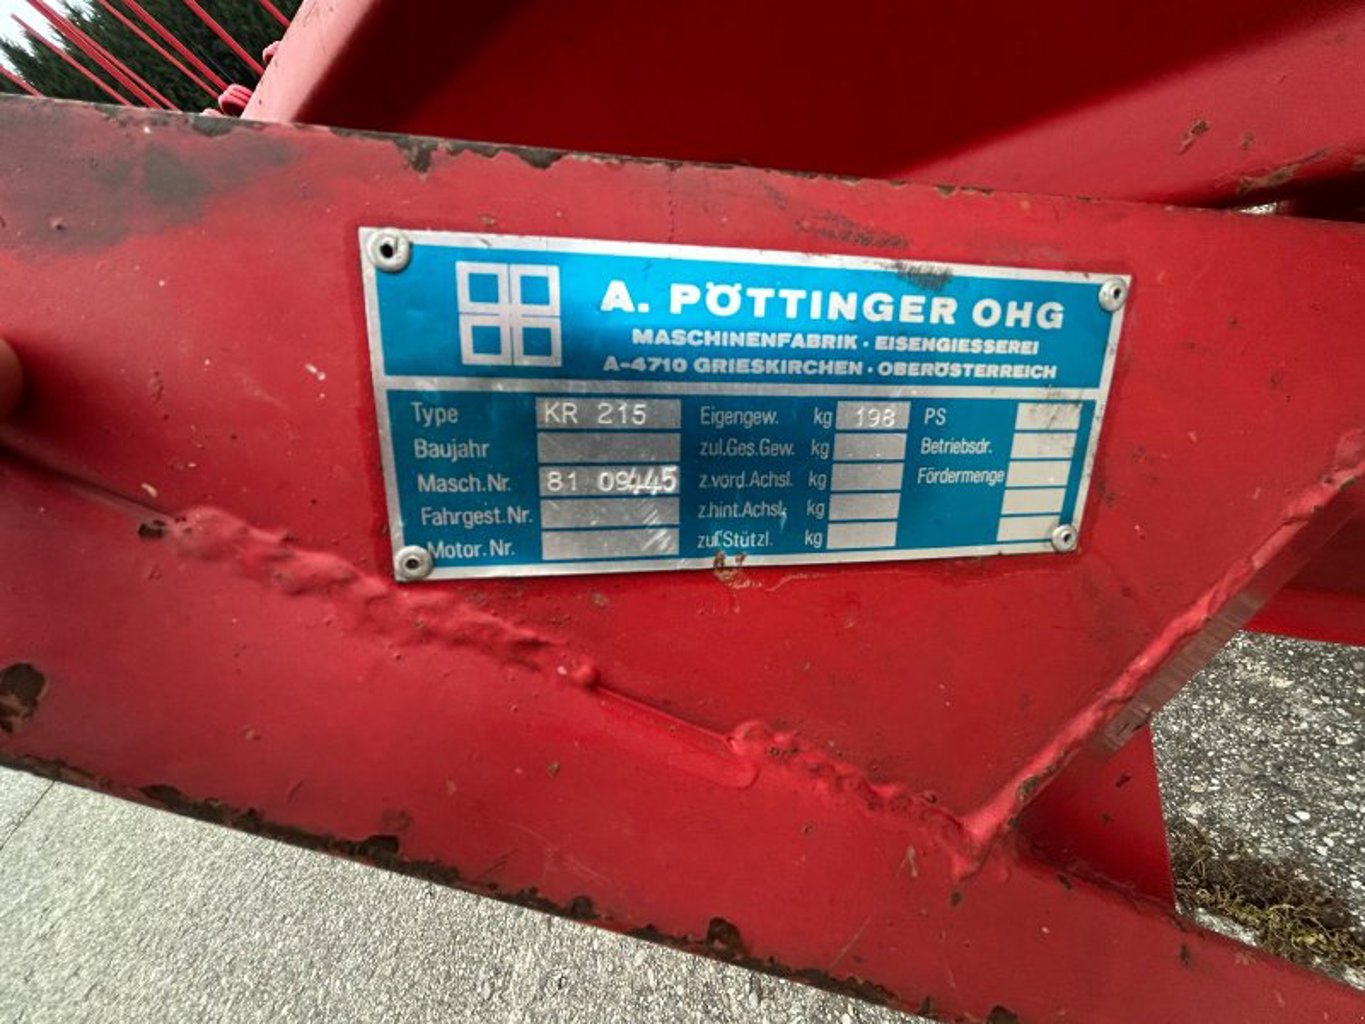 A. PÖTTINGER OHG
MASCHINENFABRIK · EISENGIESSEREI
A-4710 GRIESKIRCHEN · OBERÖSTERREICH
Type KR 215 Eigengew. kg 198 PS
Baujahr zul.Ges.Gew. kg Betriebsdr.
Masch.Nr. 81 09445 z.vord.Achsl. kg Fördermenge
Fahrgest.Nr. z.hint.Achsl. kg
Motor.Nr. zul.Stützl. kg